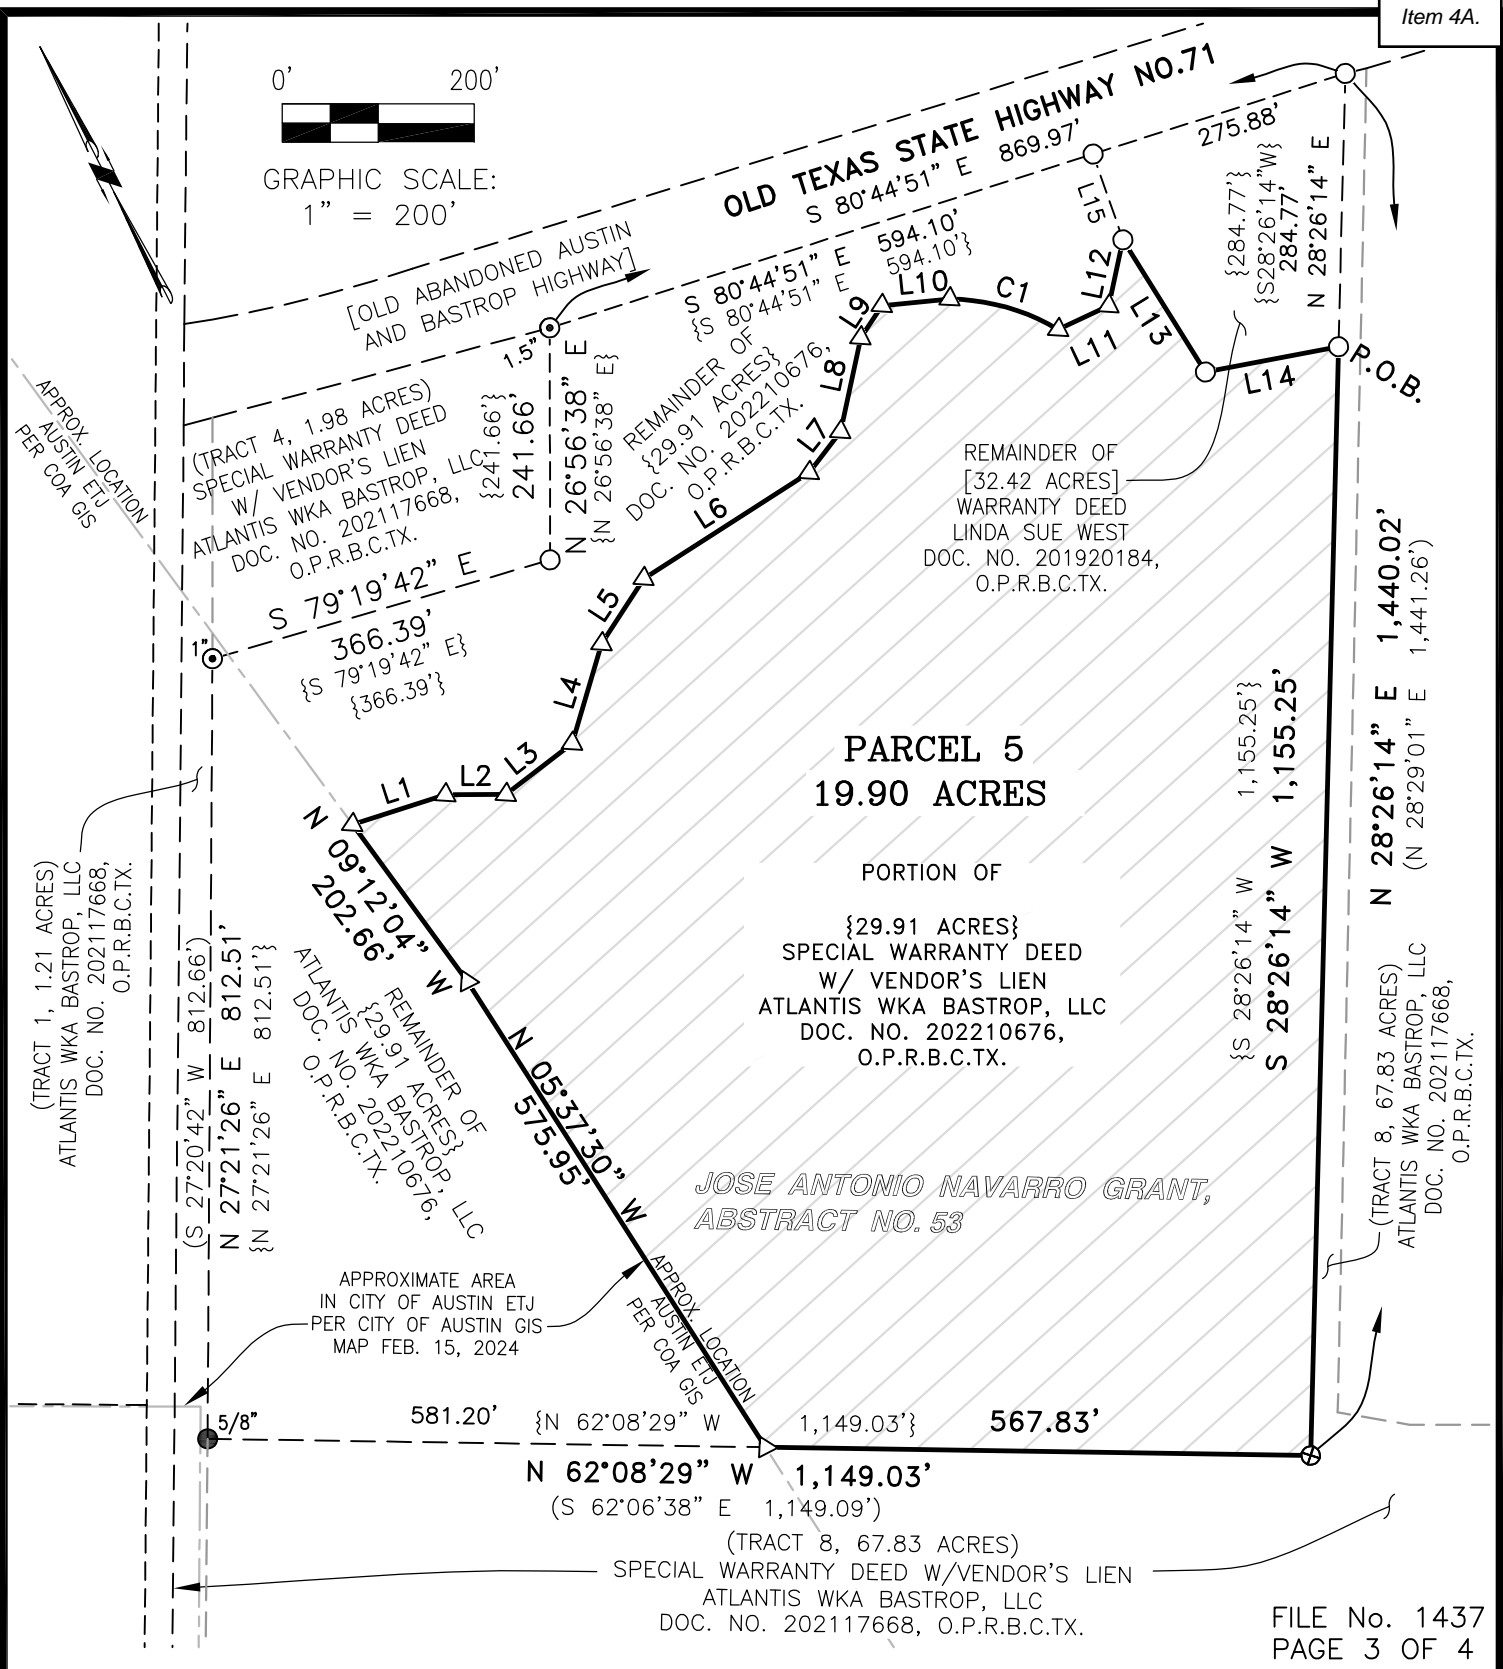 Item 4A.
0' 200'
GRAPHIC SCALE:
1" = 200'
OLD TEXAS STATE HIGHWAY NO.71
S 80°44'51" E 869.97'
275.88'
[OLD ABANDONED AUSTIN
AND BASTROP HIGHWAY]
S 80°44'51" E 594.10'
{S 80°44'51" E 594.10'}
L15
{284.77'}
{S28°26'14"W}
284.77'
N 28°26'14" E
P.O.B.
1.5"
N 26°56'38" E
{N 26°56'38" E}
241.66'
{241.66'}
REMAINDER OF
{29.91 ACRES}
DOC. NO. 202210676,
O.P.R.B.C.TX.
L9
L10
C1
L11
L12
L13
L14
L8
L7
L6
L5
L4
L3
L2
L1
APPROX. LOCATION
AUSTIN ETJ
PER COA GIS
(TRACT 4, 1.98 ACRES)
SPECIAL WARRANTY DEED
W/ VENDOR'S LIEN
ATLANTIS WKA BASTROP, LLC
DOC. NO. 202117668,
O.P.R.B.C.TX.
S 79°19'42" E
366.39'
{S 79°19'42" E}
{366.39'}
1"
REMAINDER OF
[32.42 ACRES]
WARRANTY DEED
LINDA SUE WEST
DOC. NO. 201920184,
O.P.R.B.C.TX.
N 28°26'14" E 1,440.02'
(N 28°29'01" E 1,441.26')
{S 28°26'14" W 1,155.25'}
S 28°26'14" W 1,155.25'
PARCEL 5
19.90 ACRES
PORTION OF
{29.91 ACRES}
SPECIAL WARRANTY DEED
W/ VENDOR'S LIEN
ATLANTIS WKA BASTROP, LLC
DOC. NO. 202210676,
O.P.R.B.C.TX.
N 09°12'04" W
202.66'
(TRACT 1, 1.21 ACRES)
ATLANTIS WKA BASTROP, LLC
DOC. NO. 202117668,
O.P.R.B.C.TX.
(S 27°20'42" W 812.66')
N 27°21'26" E 812.51'
{N 27°21'26" E 812.51'}
REMAINDER OF
{29.91 ACRES}
ATLANTIS WKA BASTROP, LLC
DOC. NO. 202210676,
O.P.R.B.C.TX.
N 05°37'30" W
575.95'
JOSE ANTONIO NAVARRO GRANT,
ABSTRACT NO. 53
(TRACT 8, 67.83 ACRES)
ATLANTIS WKA BASTROP, LLC
DOC. NO. 202117668,
O.P.R.B.C.TX.
APPROXIMATE AREA
IN CITY OF AUSTIN ETJ
PER CITY OF AUSTIN GIS
MAP FEB. 15, 2024
APPROX. LOCATION
AUSTIN ETJ
PER COA GIS
5/8"
581.20' {N 62°08'29" W 1,149.03'} 567.83'
N 62°08'29" W 1,149.03'
(S 62°06'38" E 1,149.09')
(TRACT 8, 67.83 ACRES)
SPECIAL WARRANTY DEED W/VENDOR'S LIEN
ATLANTIS WKA BASTROP, LLC
DOC. NO. 202117668, O.P.R.B.C.TX.
FILE No. 1437
PAGE 3 OF 4